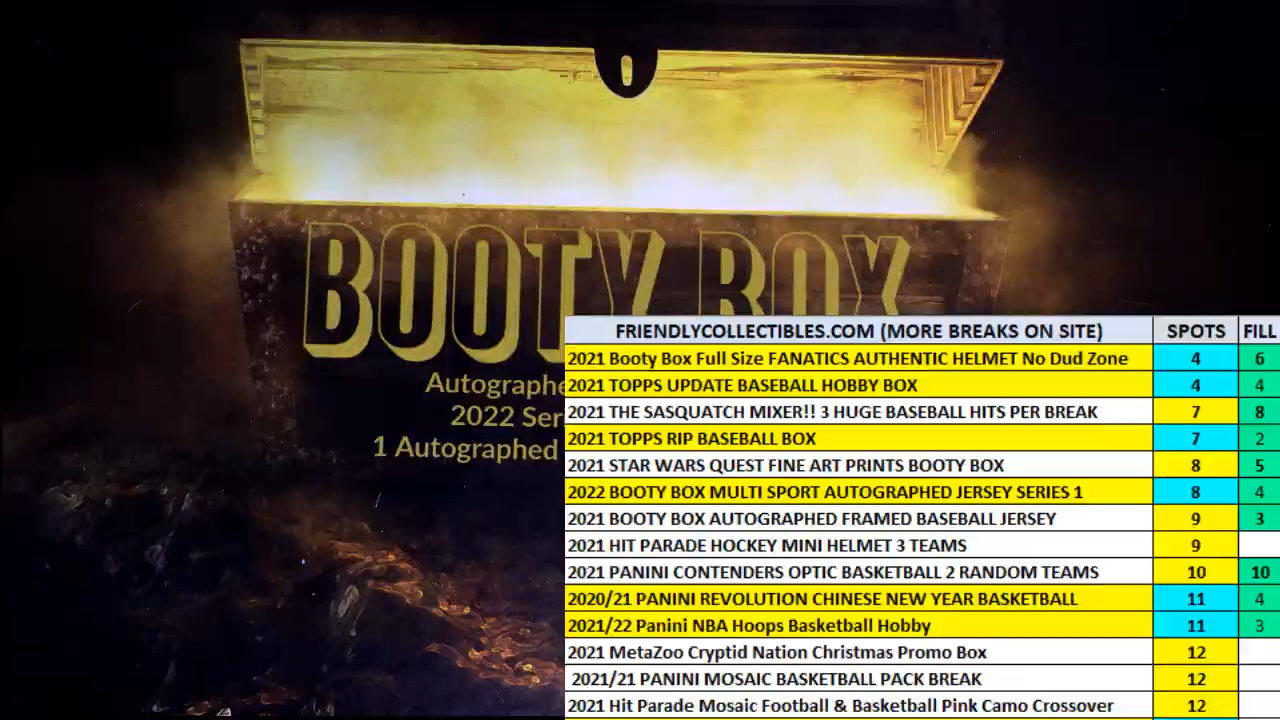 BOOTY BOX
Autographe
2022 Ser
1 Autographed
FRIENDLYCOLLECTIBLES.COM (MORE BREAKS ON SITE) SPOTS FILL
2021 Booty Box Full Size FANATICS AUTHENTIC HELMET No Dud Zone 4 6
2021 TOPPS UPDATE BASEBALL HOBBY BOX 4 4
2021 THE SASQUATCH MIXER!! 3 HUGE BASEBALL HITS PER BREAK 7 8
2021 TOPPS RIP BASEBALL BOX 7 2
2021 STAR WARS QUEST FINE ART PRINTS BOOTY BOX 8 5
2022 BOOTY BOX MULTI SPORT AUTOGRAPHED JERSEY SERIES 1 8 4
2021 BOOTY BOX AUTOGRAPHED FRAMED BASEBALL JERSEY 9 3
2021 HIT PARADE HOCKEY MINI HELMET 3 TEAMS 9
2021 PANINI CONTENDERS OPTIC BASKETBALL 2 RANDOM TEAMS 10 10
2020/21 PANINI REVOLUTION CHINESE NEW YEAR BASKETBALL 11 4
2021/22 Panini NBA Hoops Basketball Hobby 11 3
2021 MetaZoo Cryptid Nation Christmas Promo Box 12
2021/21 PANINI MOSAIC BASKETBALL PACK BREAK 12
2021 Hit Parade Mosaic Football & Basketball Pink Camo Crossover 12